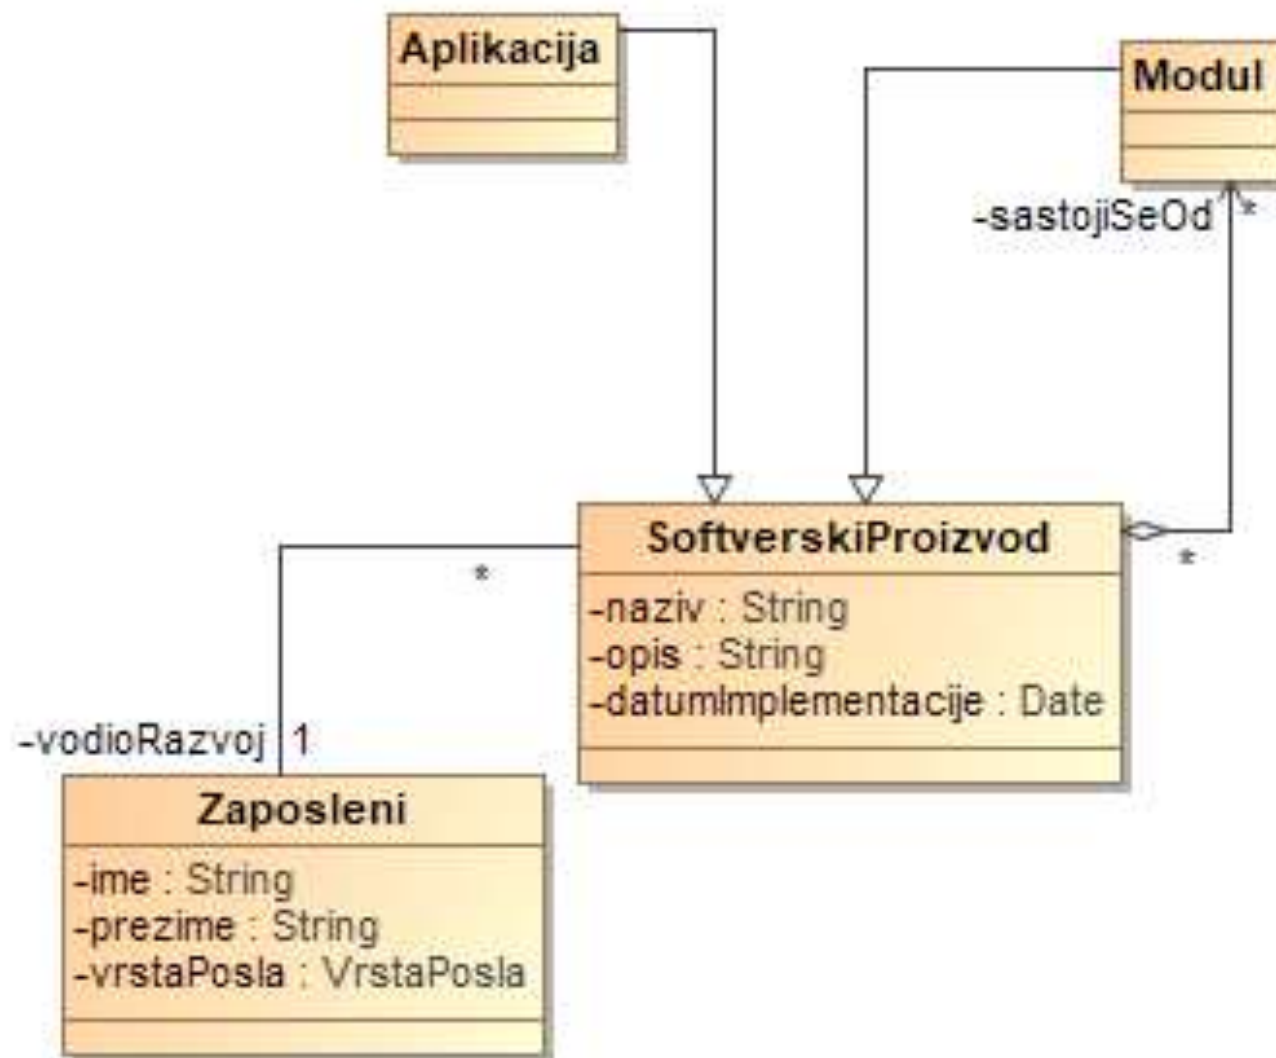 Aplikacija
Modul
-sastojiSeOd *
SoftverskiProizvod
*
*
-naziv : String
-opis : String
-datumImplementacije : Date
-vodioRazvoj 1
Zaposleni
-ime : String
-prezime : String
-vrstaPosla : VrstaPosla